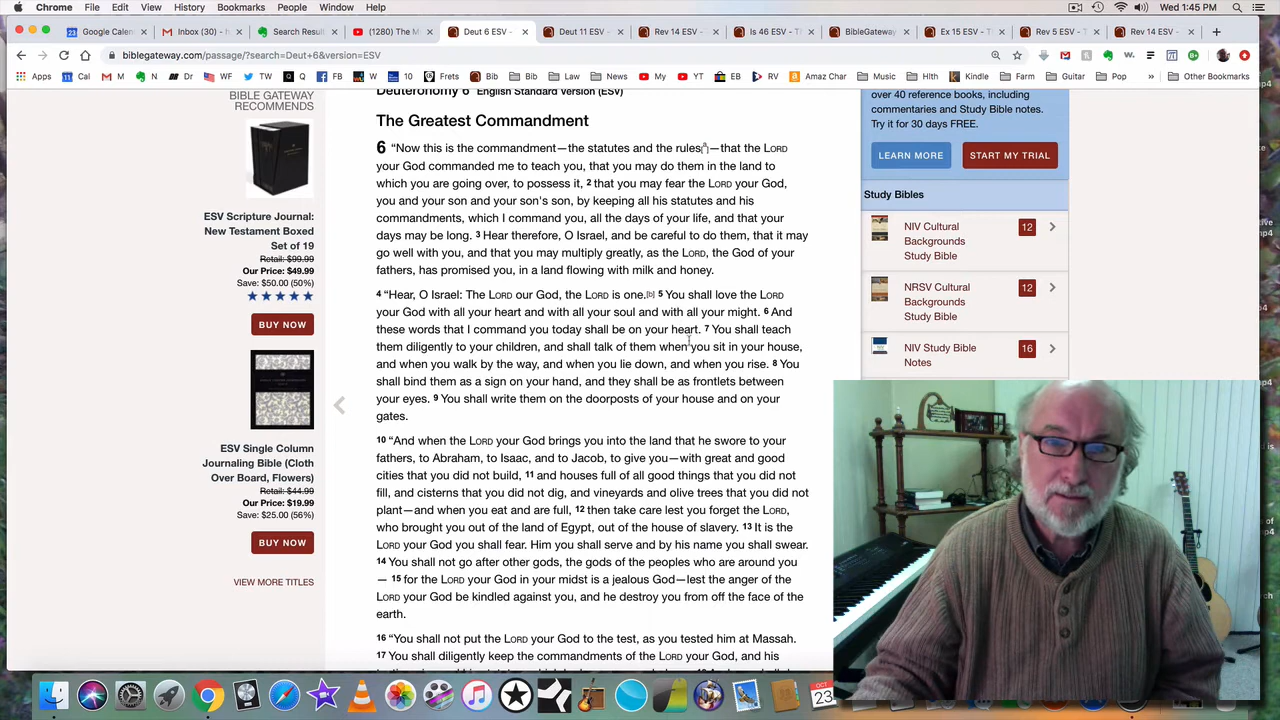 Chrome File Edit View History Bookmarks People Window Help Wed 1:45 PM
Google Calen Inbox (30) - Search Result (1280) The M Deut 6 ESV - Deut 11 ESV - Rev 14 ESV - Is 46 ESV - Th BibleGateway Ex 15 ESV - T Rev 5 ESV - Th Rev 14 ESV -
biblegateway.com/passage/?search=Deut+6&version=ESV
Apps Cal M N Dr WF TW Q FB W 10 Frets Bib Bib Law News My YT EB RV Amaz Char Music Hlth Kindle Farm Guitar Pop » Other Bookmarks
BIBLE GATEWAY
RECOMMENDS
ESV Scripture Journal:
New Testament Boxed
Set of 19
Retail: $99.99
Our Price: $49.99
Save: $50.00 (50%)
BUY NOW
ESV Single Column
Journaling Bible (Cloth
Over Board, Flowers)
Retail: $44.99
Our Price: $19.99
Save: $25.00 (56%)
BUY NOW
VIEW MORE TITLES
Deuteronomy 6 English Standard Version (ESV)
The Greatest Commandment
6 “Now this is the commandment—the statutes and the rules[a]—that the LORD
your God commanded me to teach you, that you may do them in the land to
which you are going over, to possess it, 2 that you may fear the LORD your God,
you and your son and your son's son, by keeping all his statutes and his
commandments, which I command you, all the days of your life, and that your
days may be long. 3 Hear therefore, O Israel, and be careful to do them, that it may
go well with you, and that you may multiply greatly, as the LORD, the God of your
fathers, has promised you, in a land flowing with milk and honey.
4 “Hear, O Israel: The LORD our God, the LORD is one.[b] 5 You shall love the LORD
your God with all your heart and with all your soul and with all your might. 6 And
these words that I command you today shall be on your heart. 7 You shall teach
them diligently to your children, and shall talk of them when you sit in your house,
and when you walk by the way, and when you lie down, and when you rise. 8 You
shall bind them as a sign on your hand, and they shall be as frontlets between
your eyes. 9 You shall write them on the doorposts of your house and on your
gates.
10 “And when the LORD your God brings you into the land that he swore to your
fathers, to Abraham, to Isaac, and to Jacob, to give you—with great and good
cities that you did not build, 11 and houses full of all good things that you did not
fill, and cisterns that you did not dig, and vineyards and olive trees that you did not
plant—and when you eat and are full, 12 then take care lest you forget the LORD,
who brought you out of the land of Egypt, out of the house of slavery. 13 It is the
LORD your God you shall fear. Him you shall serve and by his name you shall swear.
14 You shall not go after other gods, the gods of the peoples who are around you
— 15 for the LORD your God in your midst is a jealous God—lest the anger of the
LORD your God be kindled against you, and he destroy you from off the face of the
earth.
16 “You shall not put the LORD your God to the test, as you tested him at Massah.
17 You shall diligently keep the commandments of the LORD your God, and his
over 40 reference books, including
commentaries and Study Bible notes.
Try it for 30 days FREE.
LEARN MORE START MY TRIAL
Study Bibles
NIV Cultural
Backgrounds
Study Bible
12
NRSV Cultural
Backgrounds
Study Bible
12
NIV Study Bible
Notes
16
OCT
23